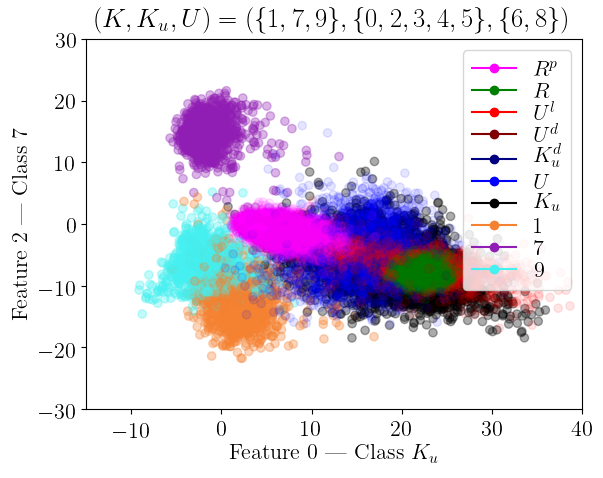 (K, K_u, U) = ({1, 7, 9}, {0, 2, 3, 4, 5}, {6, 8})
30
20
10
0
−10
−20
−30
Feature 2 — Class 7
R^p
R
U^l
U^d
K_u^d
U
K_u
1
7
9
−10 0 10 20 30 40
Feature 0 — Class K_u